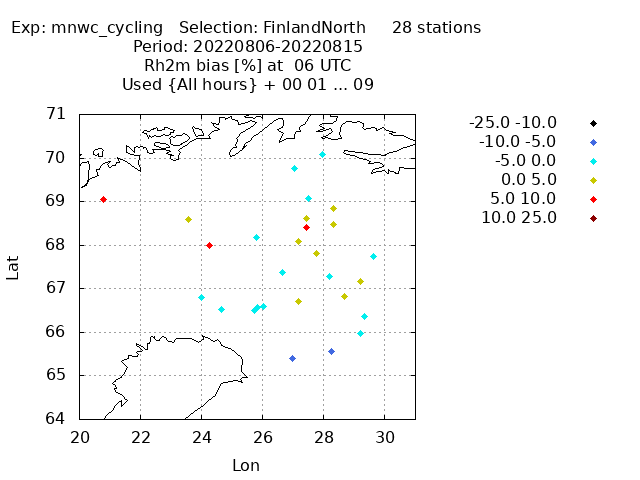 Exp: mnwc_cycling   Selection: FinlandNorth     28 stations
Period: 20220806-20220815
Rh2m bias [%] at  06 UTC
Used {All hours} + 00 01 ... 09
-25.0 -10.0
-10.0 -5.0
-5.0 0.0
0.0 5.0
5.0 10.0
10.0 25.0
71
70
69
68
67
66
65
64
Lat
20 22 24 26 28 30
Lon